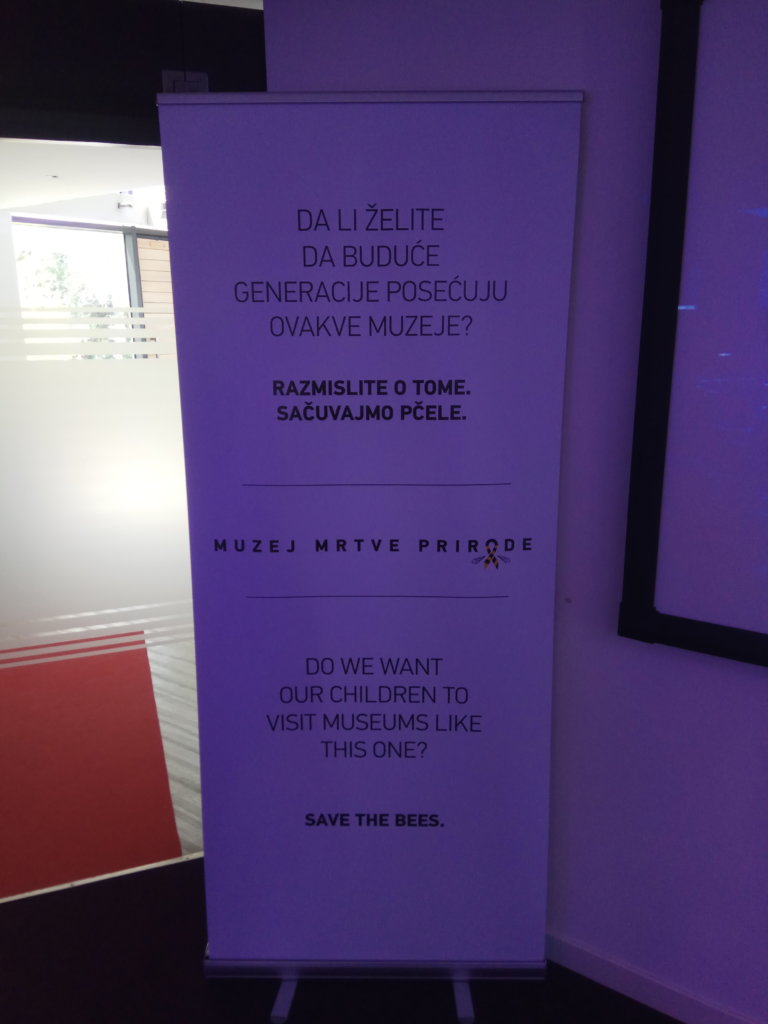 DA LI ŽELITE
DA BUDUĆE
GENERACIJE POSEĆUJU
OVAKVE MUZEJE?
RAZMISLITE O TOME.
SAČUVAJMO PČELE.
MUZEJ MRTVE PRIRODE
DO WE WANT
OUR CHILDREN TO
VISIT MUSEUMS LIKE
THIS ONE?
SAVE THE BEES.